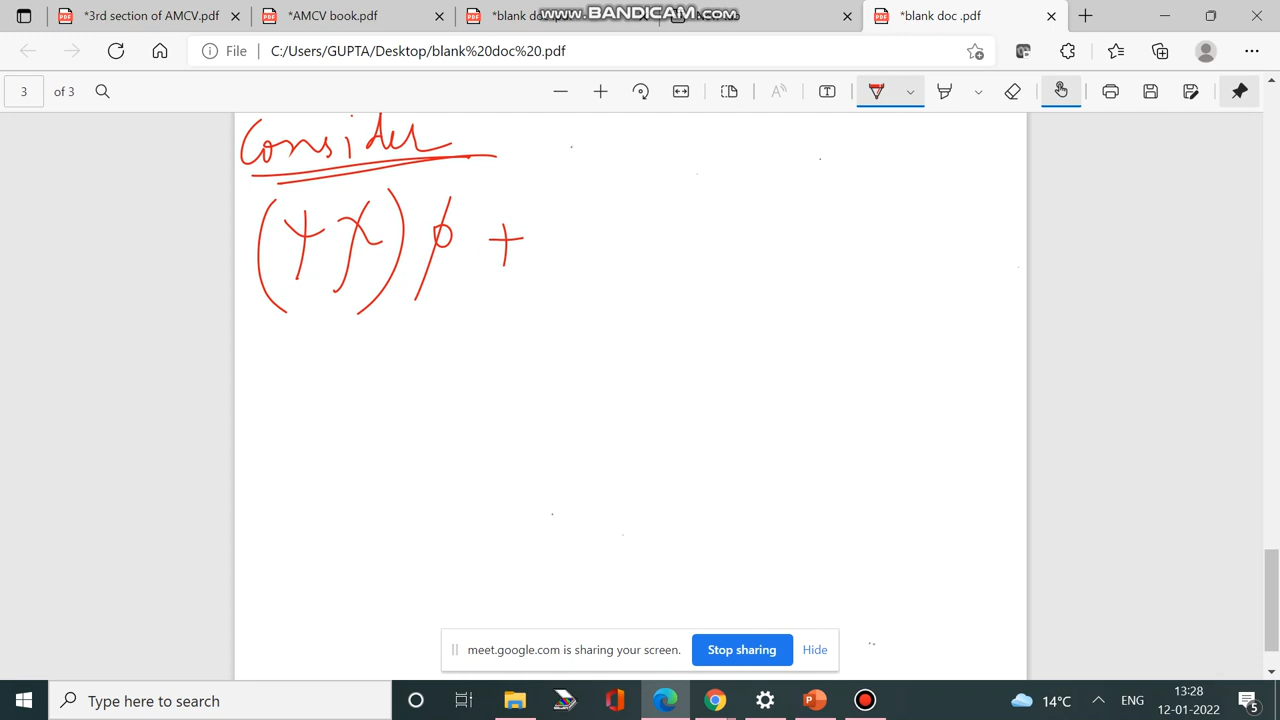 *3rd section of AMCV.pdf
*AMCV book.pdf
*blank do
*blank doc .pdf
www.BANDICAM.com
File
C:/Users/GUPTA/Desktop/blank%20doc%20.pdf
3 of 3
Consider
(ψχ)ϕ +
meet.google.com is sharing your screen. Stop sharing Hide
Type here to search
14°C
ENG
13:28
12-01-2022
5